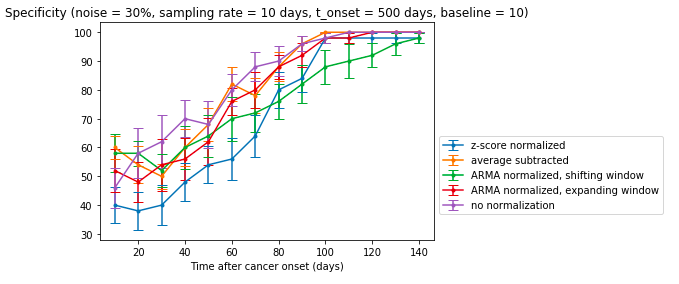 Specificity (noise = 30%, sampling rate = 10 days, t_onset = 500 days, baseline = 10)
100
90
80
70
60
50
40
30
20 40 60 80 100 120 140
Time after cancer onset (days)
z-score normalized
average subtracted
ARMA normalized, shifting window
ARMA normalized, expanding window
no normalization